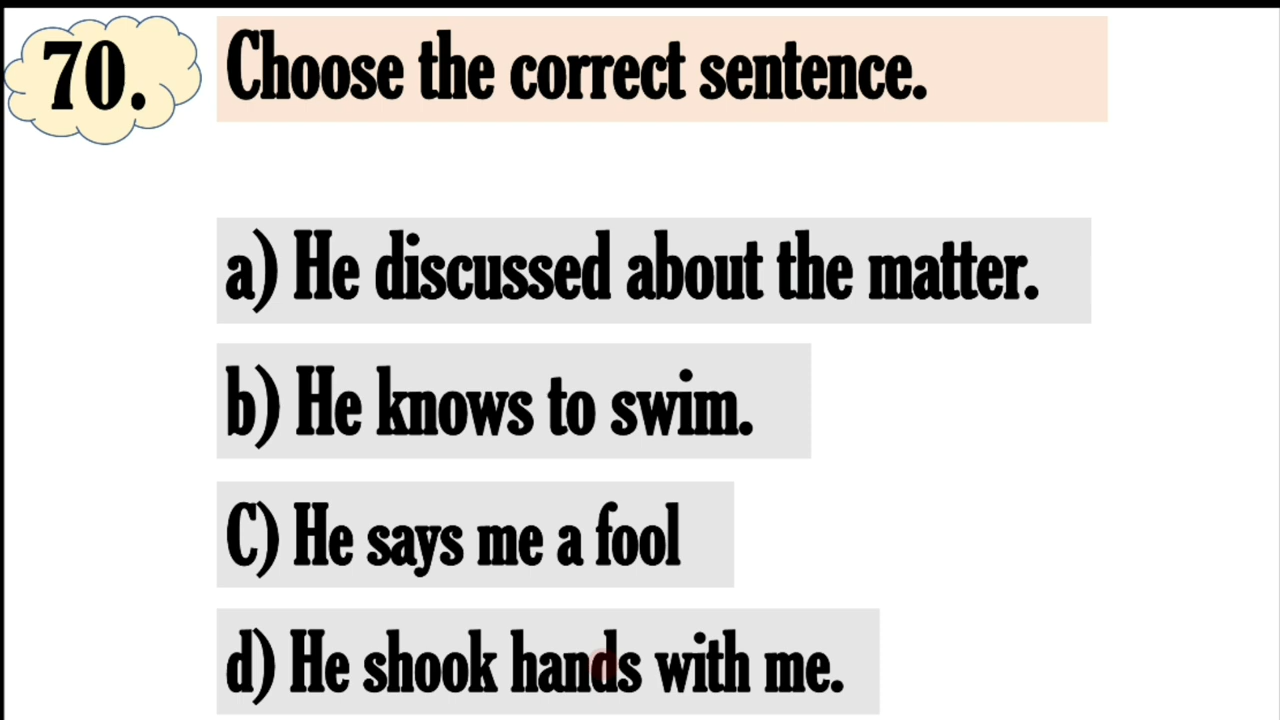 70. Choose the correct sentence.
a) He discussed about the matter.
b) He knows to swim.
C) He says me a fool
d) He shook hands with me.